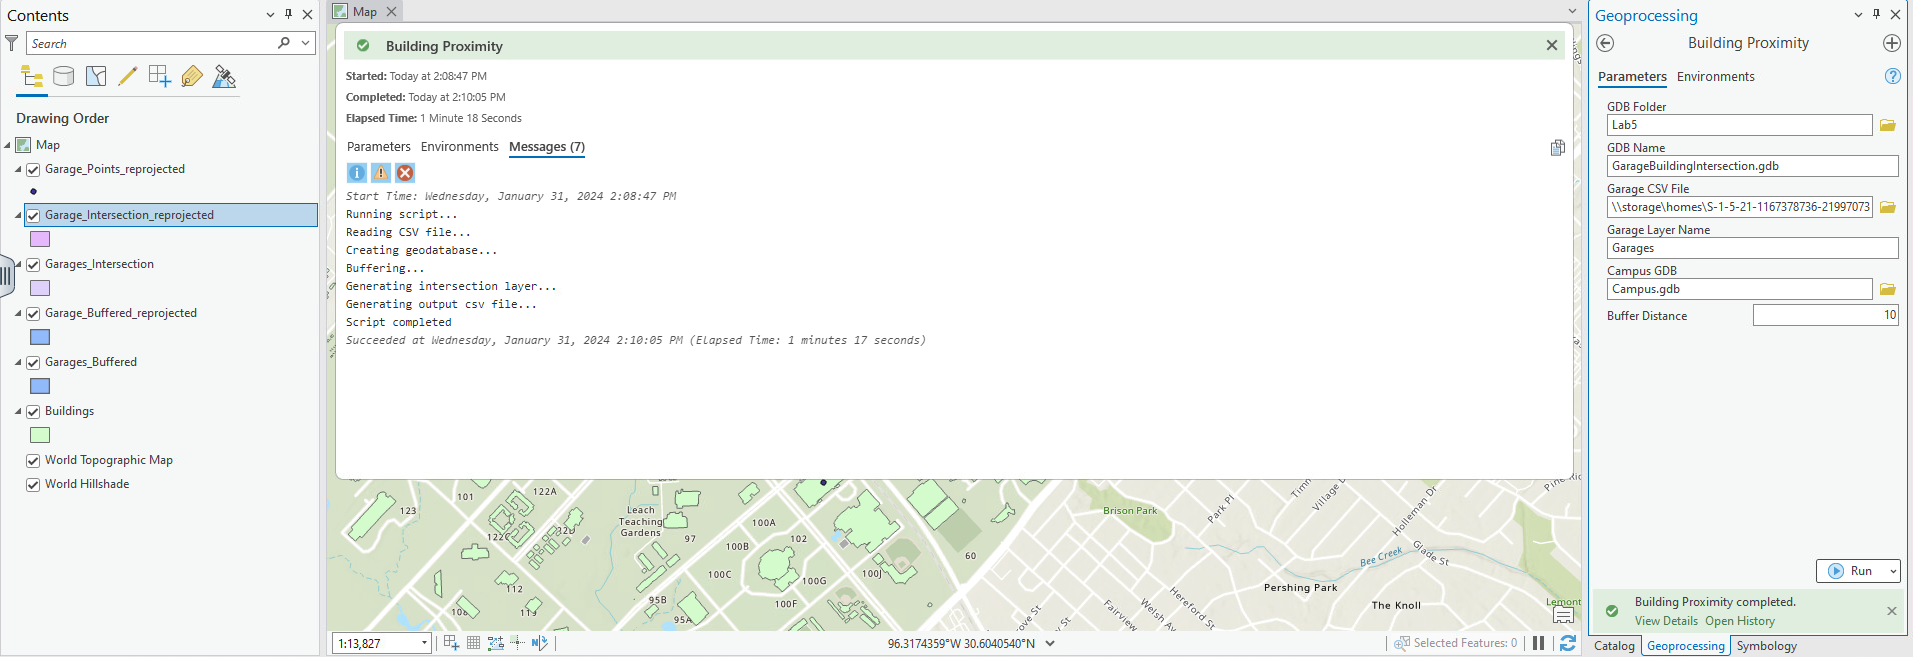 Contents
Search
Drawing Order
Map
Garage_Points_reprojected
Garage_Intersection_reprojected
Garages_Intersection
Garage_Buffered_reprojected
Garages_Buffered
Buildings
World Topographic Map
World Hillshade
Map
Building Proximity
Started: Today at 2:08:47 PM
Completed: Today at 2:10:05 PM
Elapsed Time: 1 Minute 18 Seconds
Parameters Environments Messages (7)
Start Time: Wednesday, January 31, 2024 2:08:47 PM
Running script...
Reading CSV file...
Creating geodatabase...
Buffering...
Generating intersection layer...
Generating output csv file...
Script completed
Succeeded at Wednesday, January 31, 2024 2:10:05 PM (Elapsed Time: 1 minutes 17 seconds)
101
122A
123
122C
112
119
Leach
Teaching
Gardens
97
100A
100B
102
100C
100G
100J
100F
95B
95A
60
Brison Park
Park Pl
Village
Holleman Dr
Glade St
Bee Creek
Pershing Park
The Knoll
Hereford St
Welsh Av
Fairview
Lemont
1:13,827
96.3174359°W 30.6040540°N
Selected Features: 0
Geoprocessing
Building Proximity
Parameters Environments
GDB Folder
Lab5
GDB Name
GarageBuildingIntersection.gdb
Garage CSV File
\\storage\homes\S-1-5-21-1167378736-21997073
Garage Layer Name
Garages
Campus GDB
Campus.gdb
Buffer Distance 10
Run
Building Proximity completed.
View Details Open History
Catalog Geoprocessing Symbology